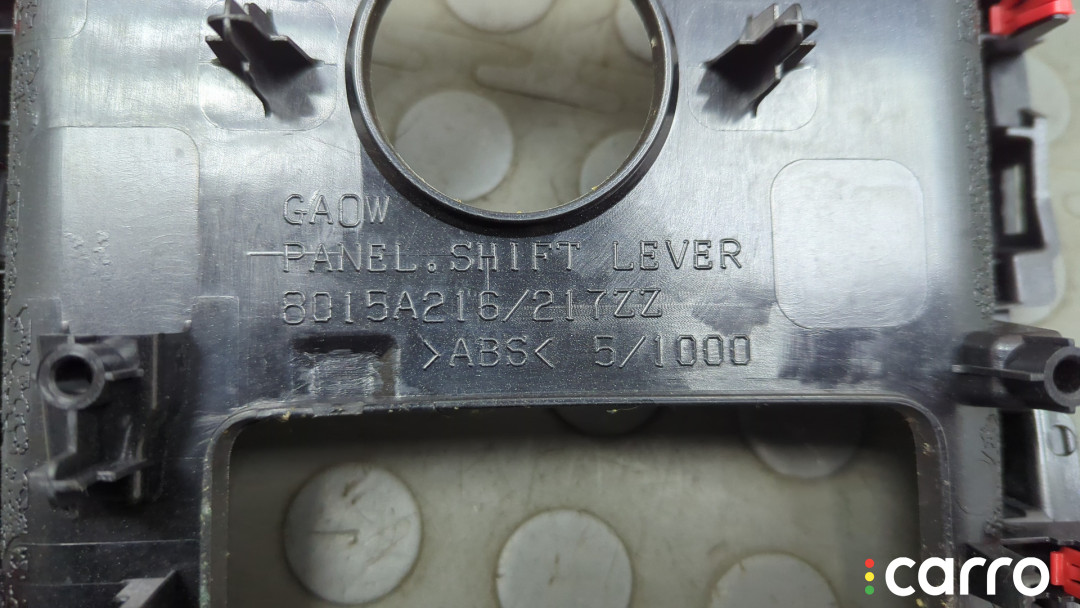 GA0W
PANEL.SHIFT LEVER
8015A216/217ZZ
>ABS< 5/1000
carro